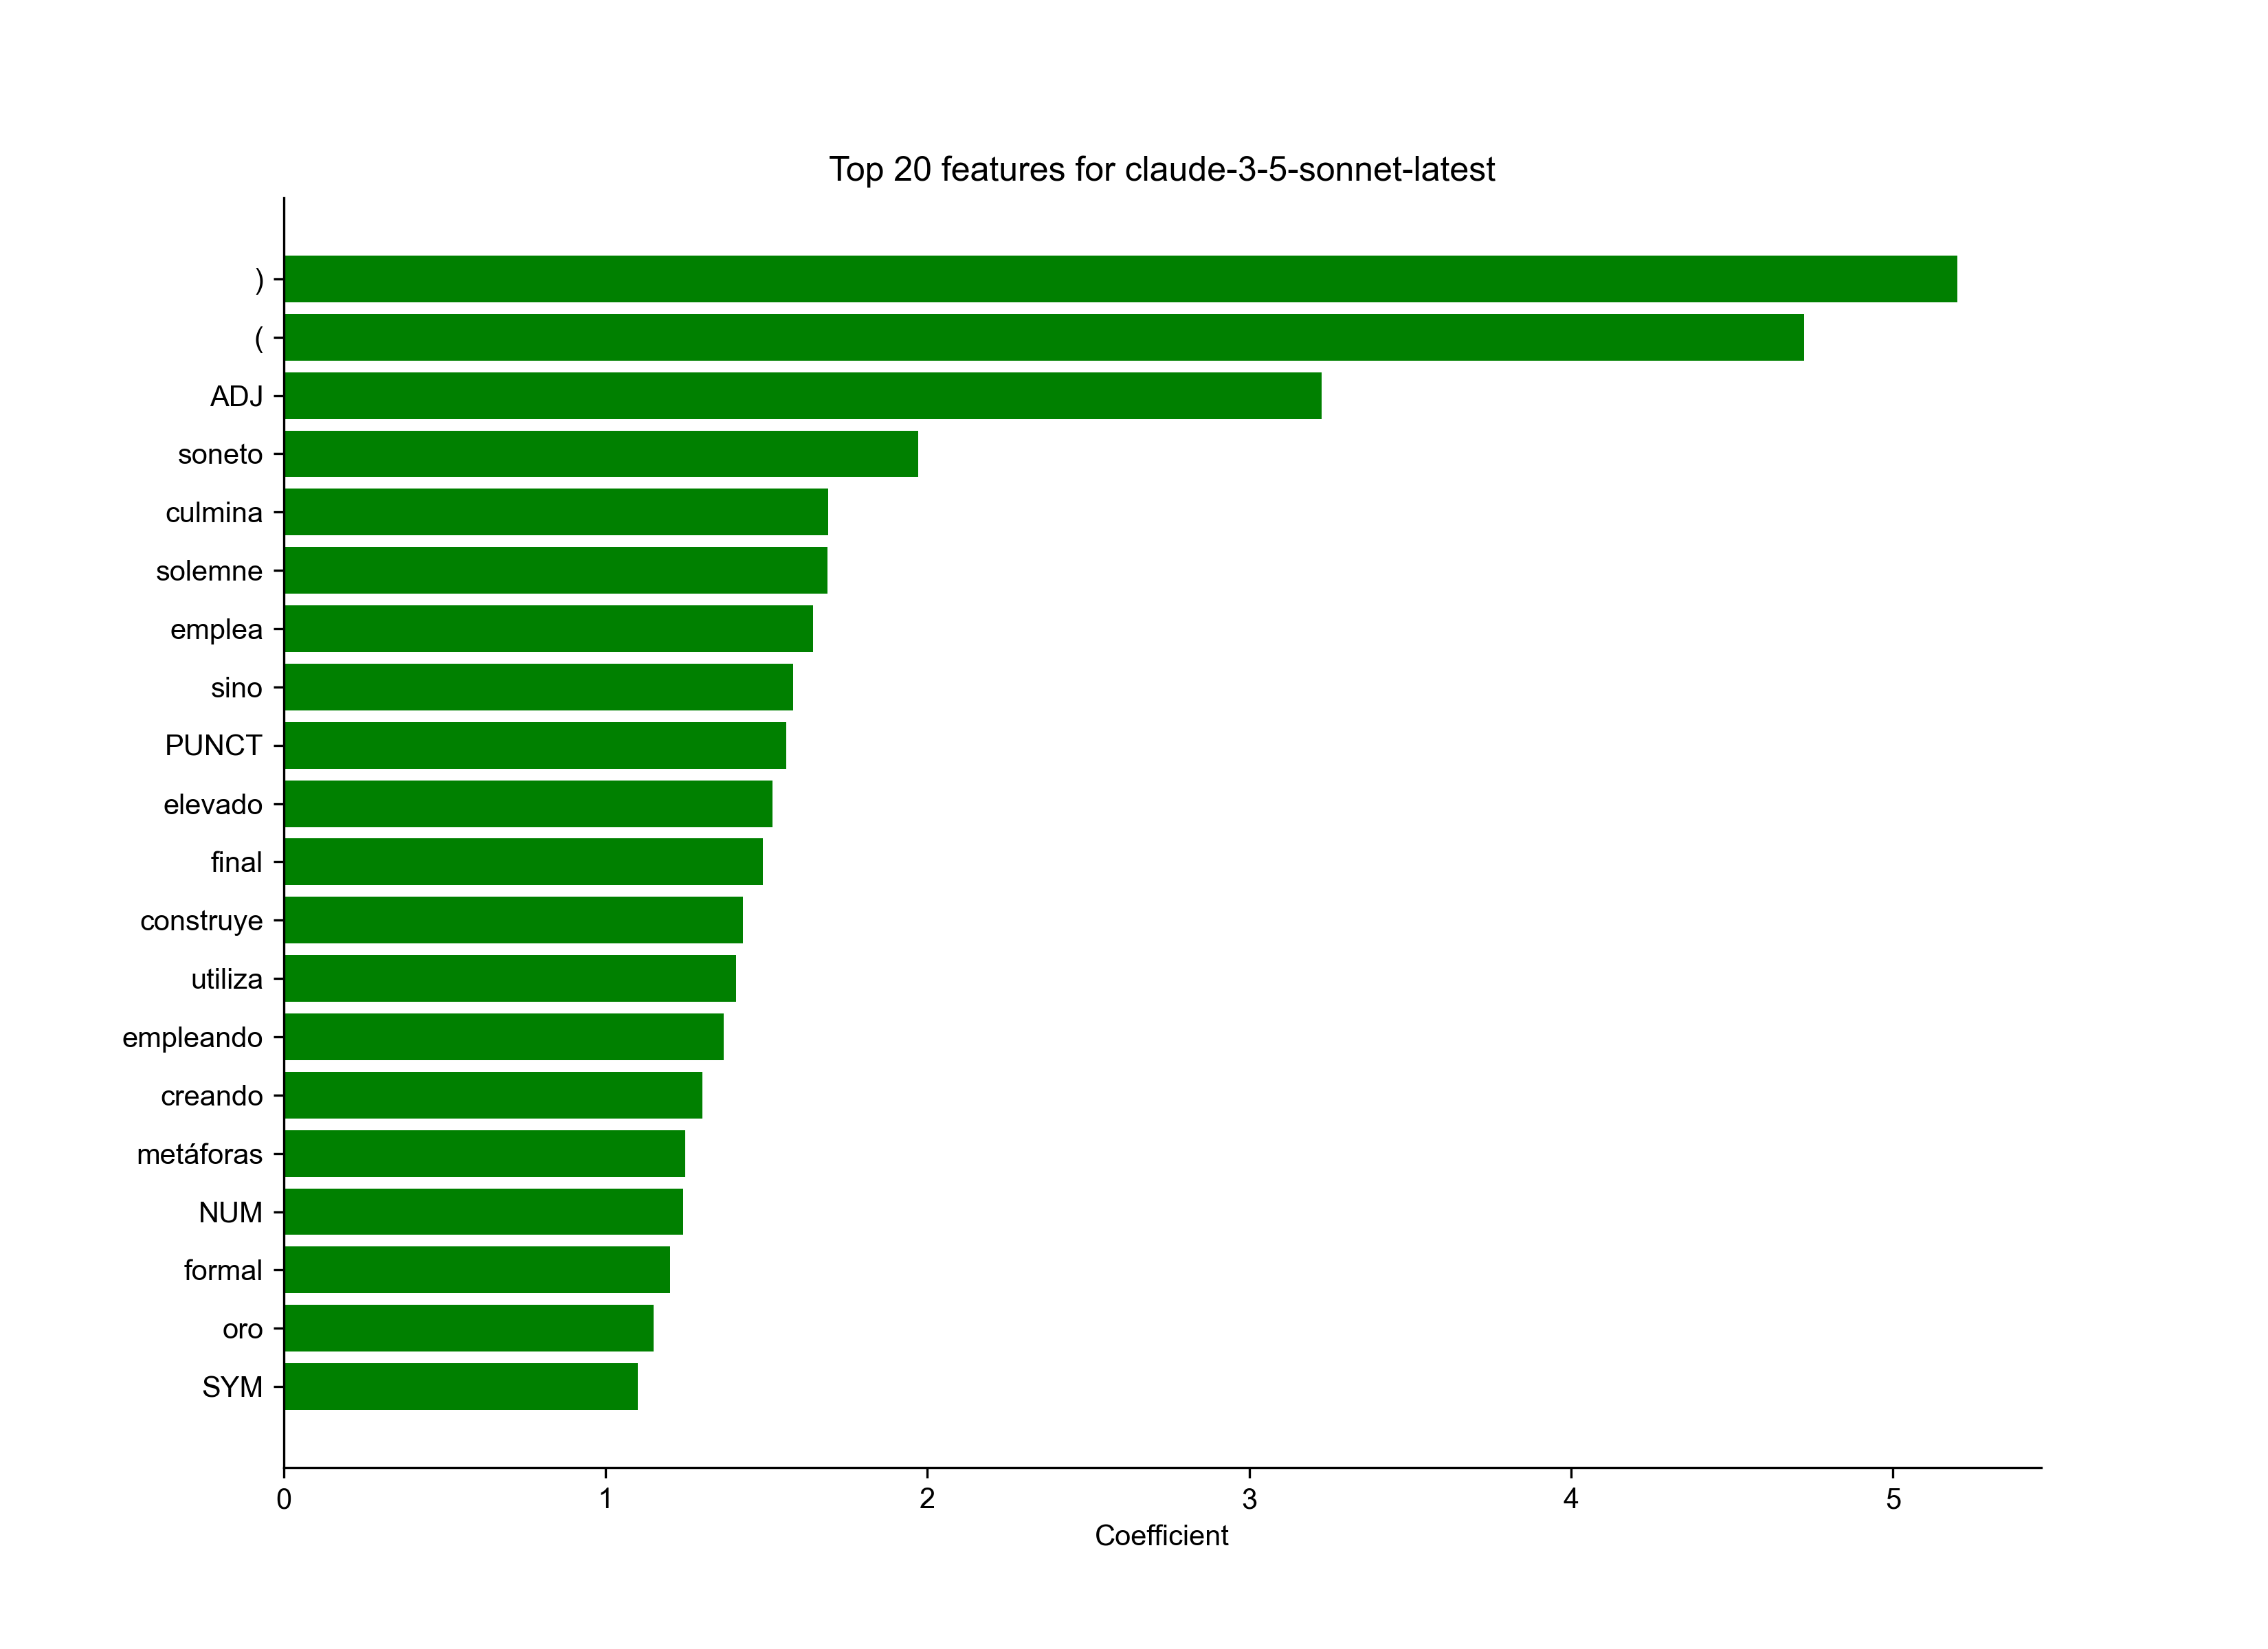 Top 20 features for claude-3-5-sonnet-latest
)
(
ADJ
soneto
culmina
solemne
emplea
sino
PUNCT
elevado
final
construye
utiliza
empleando
creando
metáforas
NUM
formal
oro
SYM
0 1 2 3 4 5
Coefficient